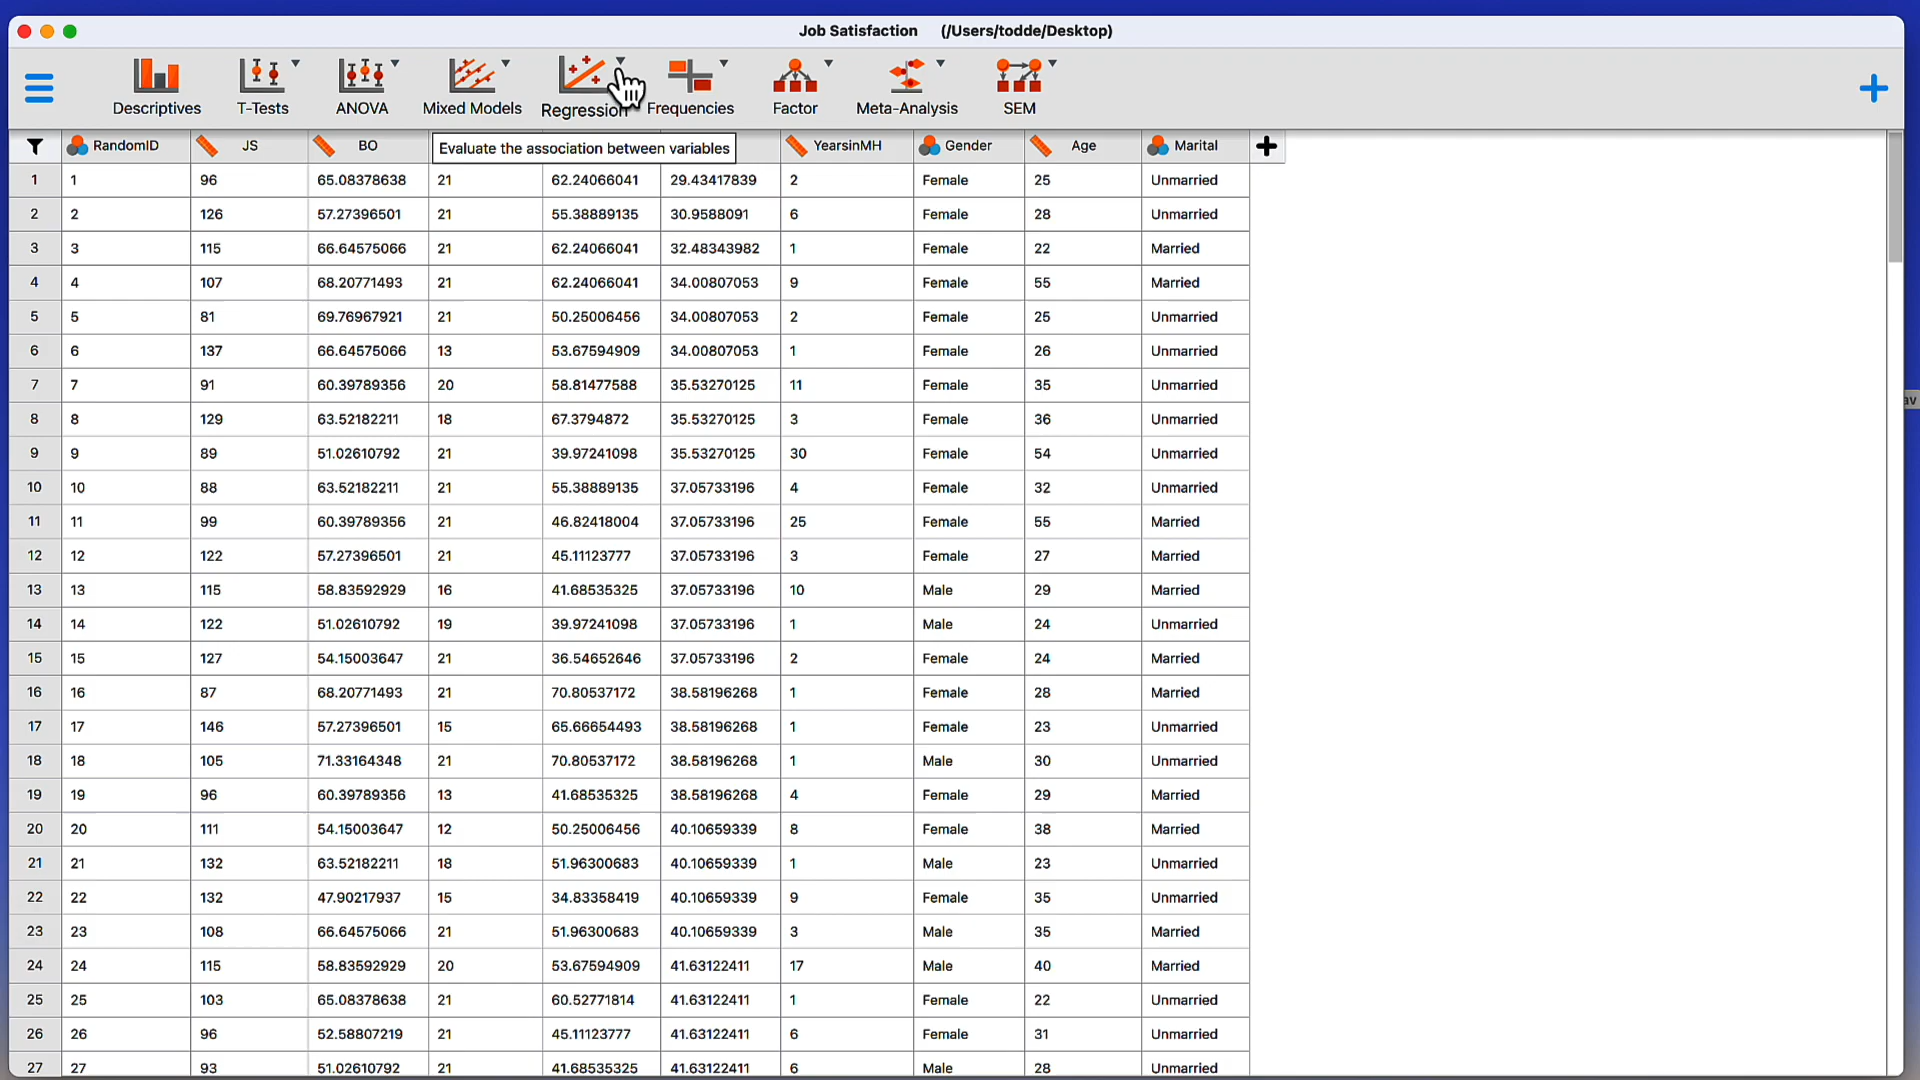 Job Satisfaction (/Users/todde/Desktop)
Descriptives T-Tests ANOVA Mixed Models Regression Frequencies Factor Meta-Analysis SEM
RandomID JS BO Evaluate the association between variables YearsinMH Gender Age Marital
1 1 96 65.08378638 21 62.24066041 29.43417839 2 Female 25 Unmarried
2 2 126 57.27396501 21 55.38889135 30.9588091 6 Female 28 Unmarried
3 3 115 66.64575066 21 62.24066041 32.48343982 1 Female 22 Married
4 4 107 68.20771493 21 62.24066041 34.00807053 9 Female 55 Married
5 5 81 69.76967921 21 50.25006456 34.00807053 2 Female 25 Unmarried
6 6 137 66.64575066 13 53.67594909 34.00807053 1 Female 26 Unmarried
7 7 91 60.39789356 20 58.81477588 35.53270125 11 Female 35 Unmarried
8 8 129 63.52182211 18 67.3794872 35.53270125 3 Female 36 Unmarried
9 9 89 51.02610792 21 39.97241098 35.53270125 30 Female 54 Unmarried
10 10 88 63.52182211 21 55.38889135 37.05733196 4 Female 32 Unmarried
11 11 99 60.39789356 21 46.82418004 37.05733196 25 Female 55 Married
12 12 122 57.27396501 21 45.11123777 37.05733196 3 Female 27 Married
13 13 115 58.83592929 16 41.68535325 37.05733196 10 Male 29 Married
14 14 122 51.02610792 19 39.97241098 37.05733196 1 Male 24 Unmarried
15 15 127 54.15003647 21 36.54652646 37.05733196 2 Female 24 Married
16 16 87 68.20771493 21 70.80537172 38.58196268 1 Female 28 Married
17 17 146 57.27396501 15 65.66654493 38.58196268 1 Female 23 Unmarried
18 18 105 71.33164348 21 70.80537172 38.58196268 1 Male 30 Unmarried
19 19 96 60.39789356 13 41.68535325 38.58196268 4 Female 29 Married
20 20 111 54.15003647 12 50.25006456 40.10659339 8 Female 38 Married
21 21 132 63.52182211 18 51.96300683 40.10659339 1 Male 23 Unmarried
22 22 132 47.90217937 15 34.83358419 40.10659339 9 Female 35 Unmarried
23 23 108 66.64575066 21 51.96300683 40.10659339 3 Male 35 Married
24 24 115 58.83592929 20 53.67594909 41.63122411 17 Male 40 Married
25 25 103 65.08378638 21 60.52771814 41.63122411 1 Female 22 Unmarried
26 26 96 52.58807219 21 45.11123777 41.63122411 6 Female 31 Unmarried
27 27 93 51.02610792 21 41.68535325 41.63122411 6 Male 28 Unmarried